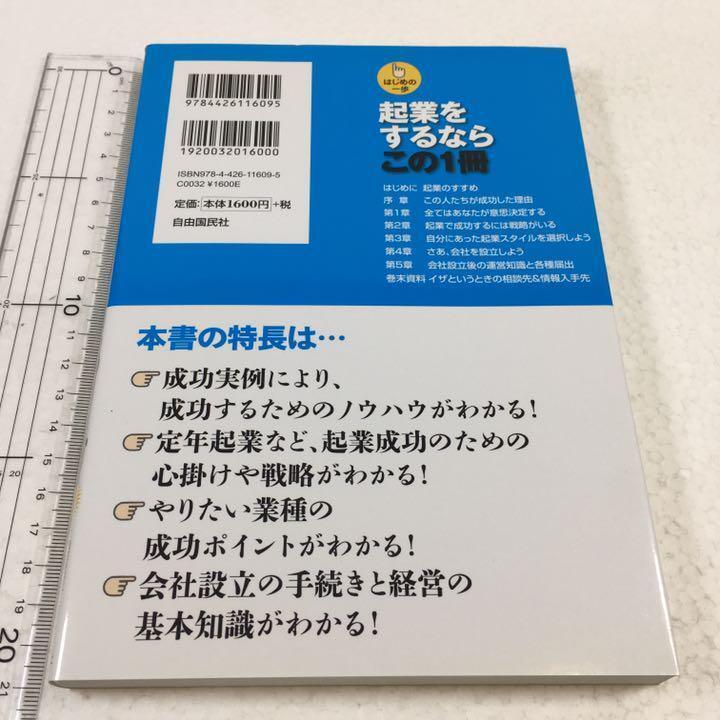 9784426116095
1920032016000
ISBN978-4-426-11609-5
C0032 ¥1600E
定価:本体1600円+税
自由国民社
はじめの
一歩
起業を
するなら
この1冊
はじめに 起業のすすめ
序 章 この人たちが成功した理由
第1章 全てはあなたが意思決定する
第2章 起業で成功するには戦略がいる
第3章 自分にあった起業スタイルを選択しよう
第4章 さあ、会社を設立しよう
第5章 会社設立後の運営知識と各種届出
巻末資料 イザというときの相談先&情報入手先
本書の特長は…
成功実例により、
成功するためのノウハウがわかる!
定年起業など、起業成功のための
心掛けや戦略がわかる!
やりたい業種の
成功ポイントがわかる!
会社設立の手続きと経営の
基本知識がわかる!
0
10
11
12
13
14
15
16
17
18
19
20
21